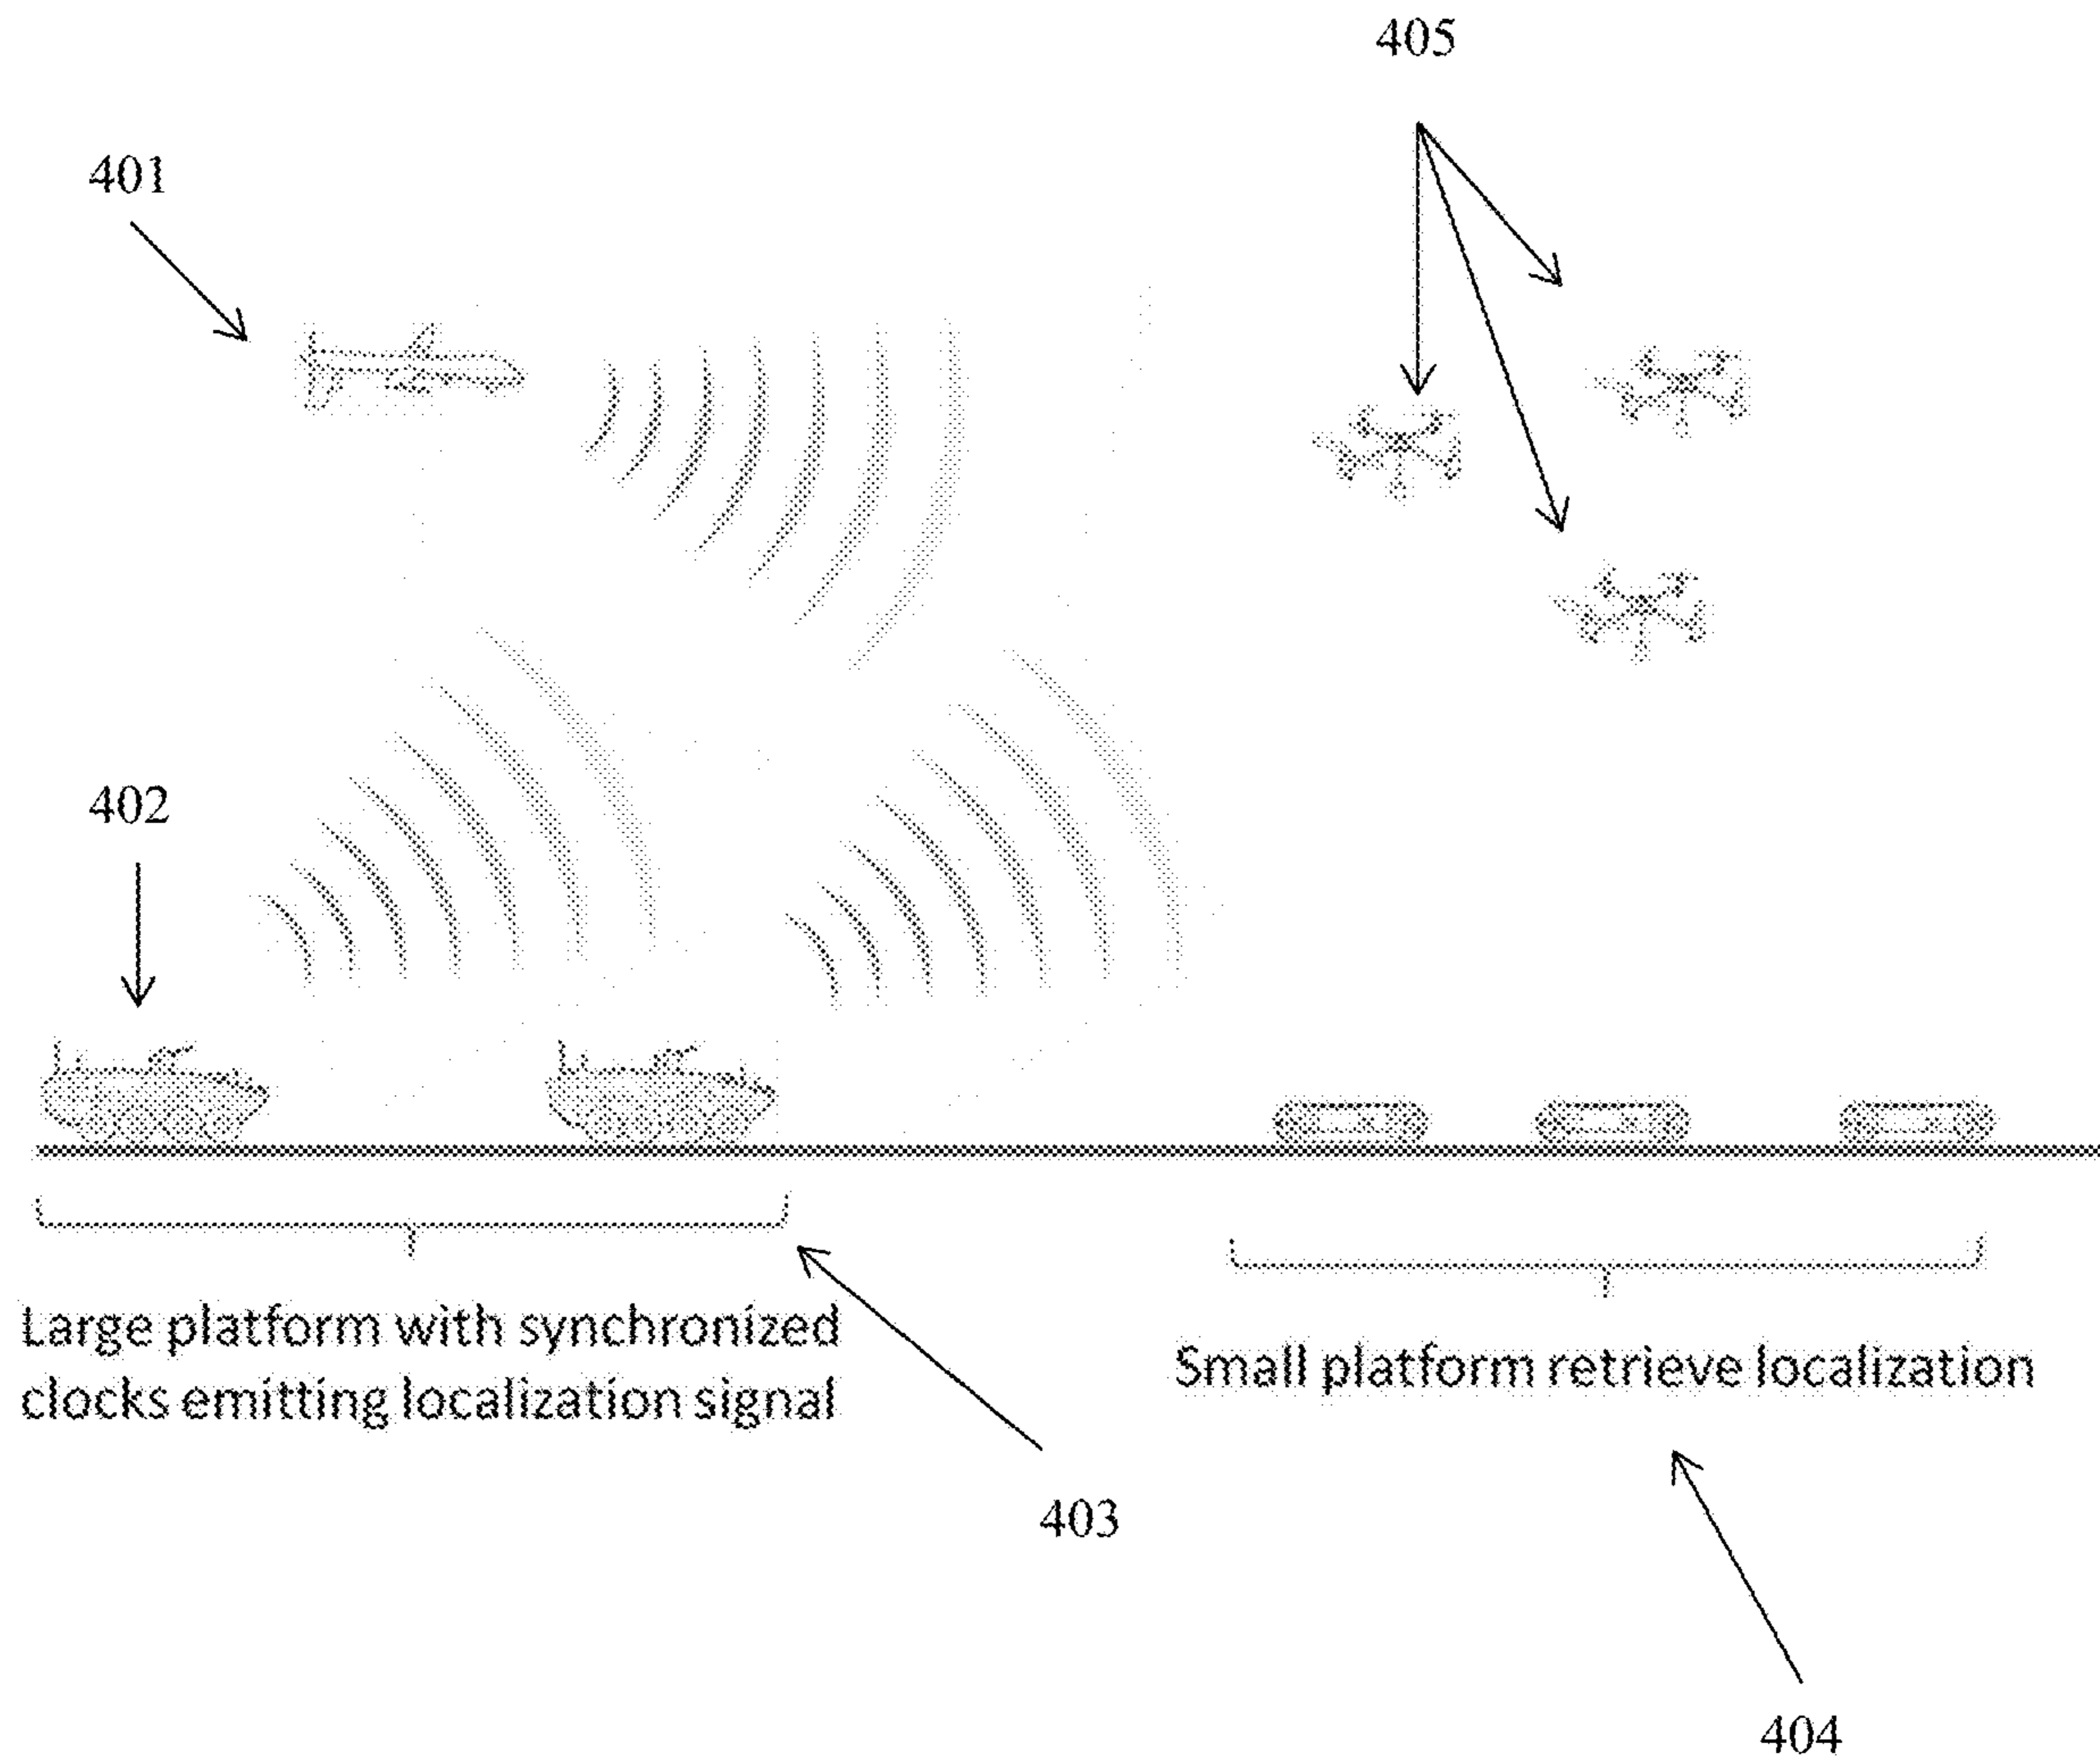 405
401
402
Large platform with synchronized
clocks emitting localization signal
Small platform retrieve localization
403
404